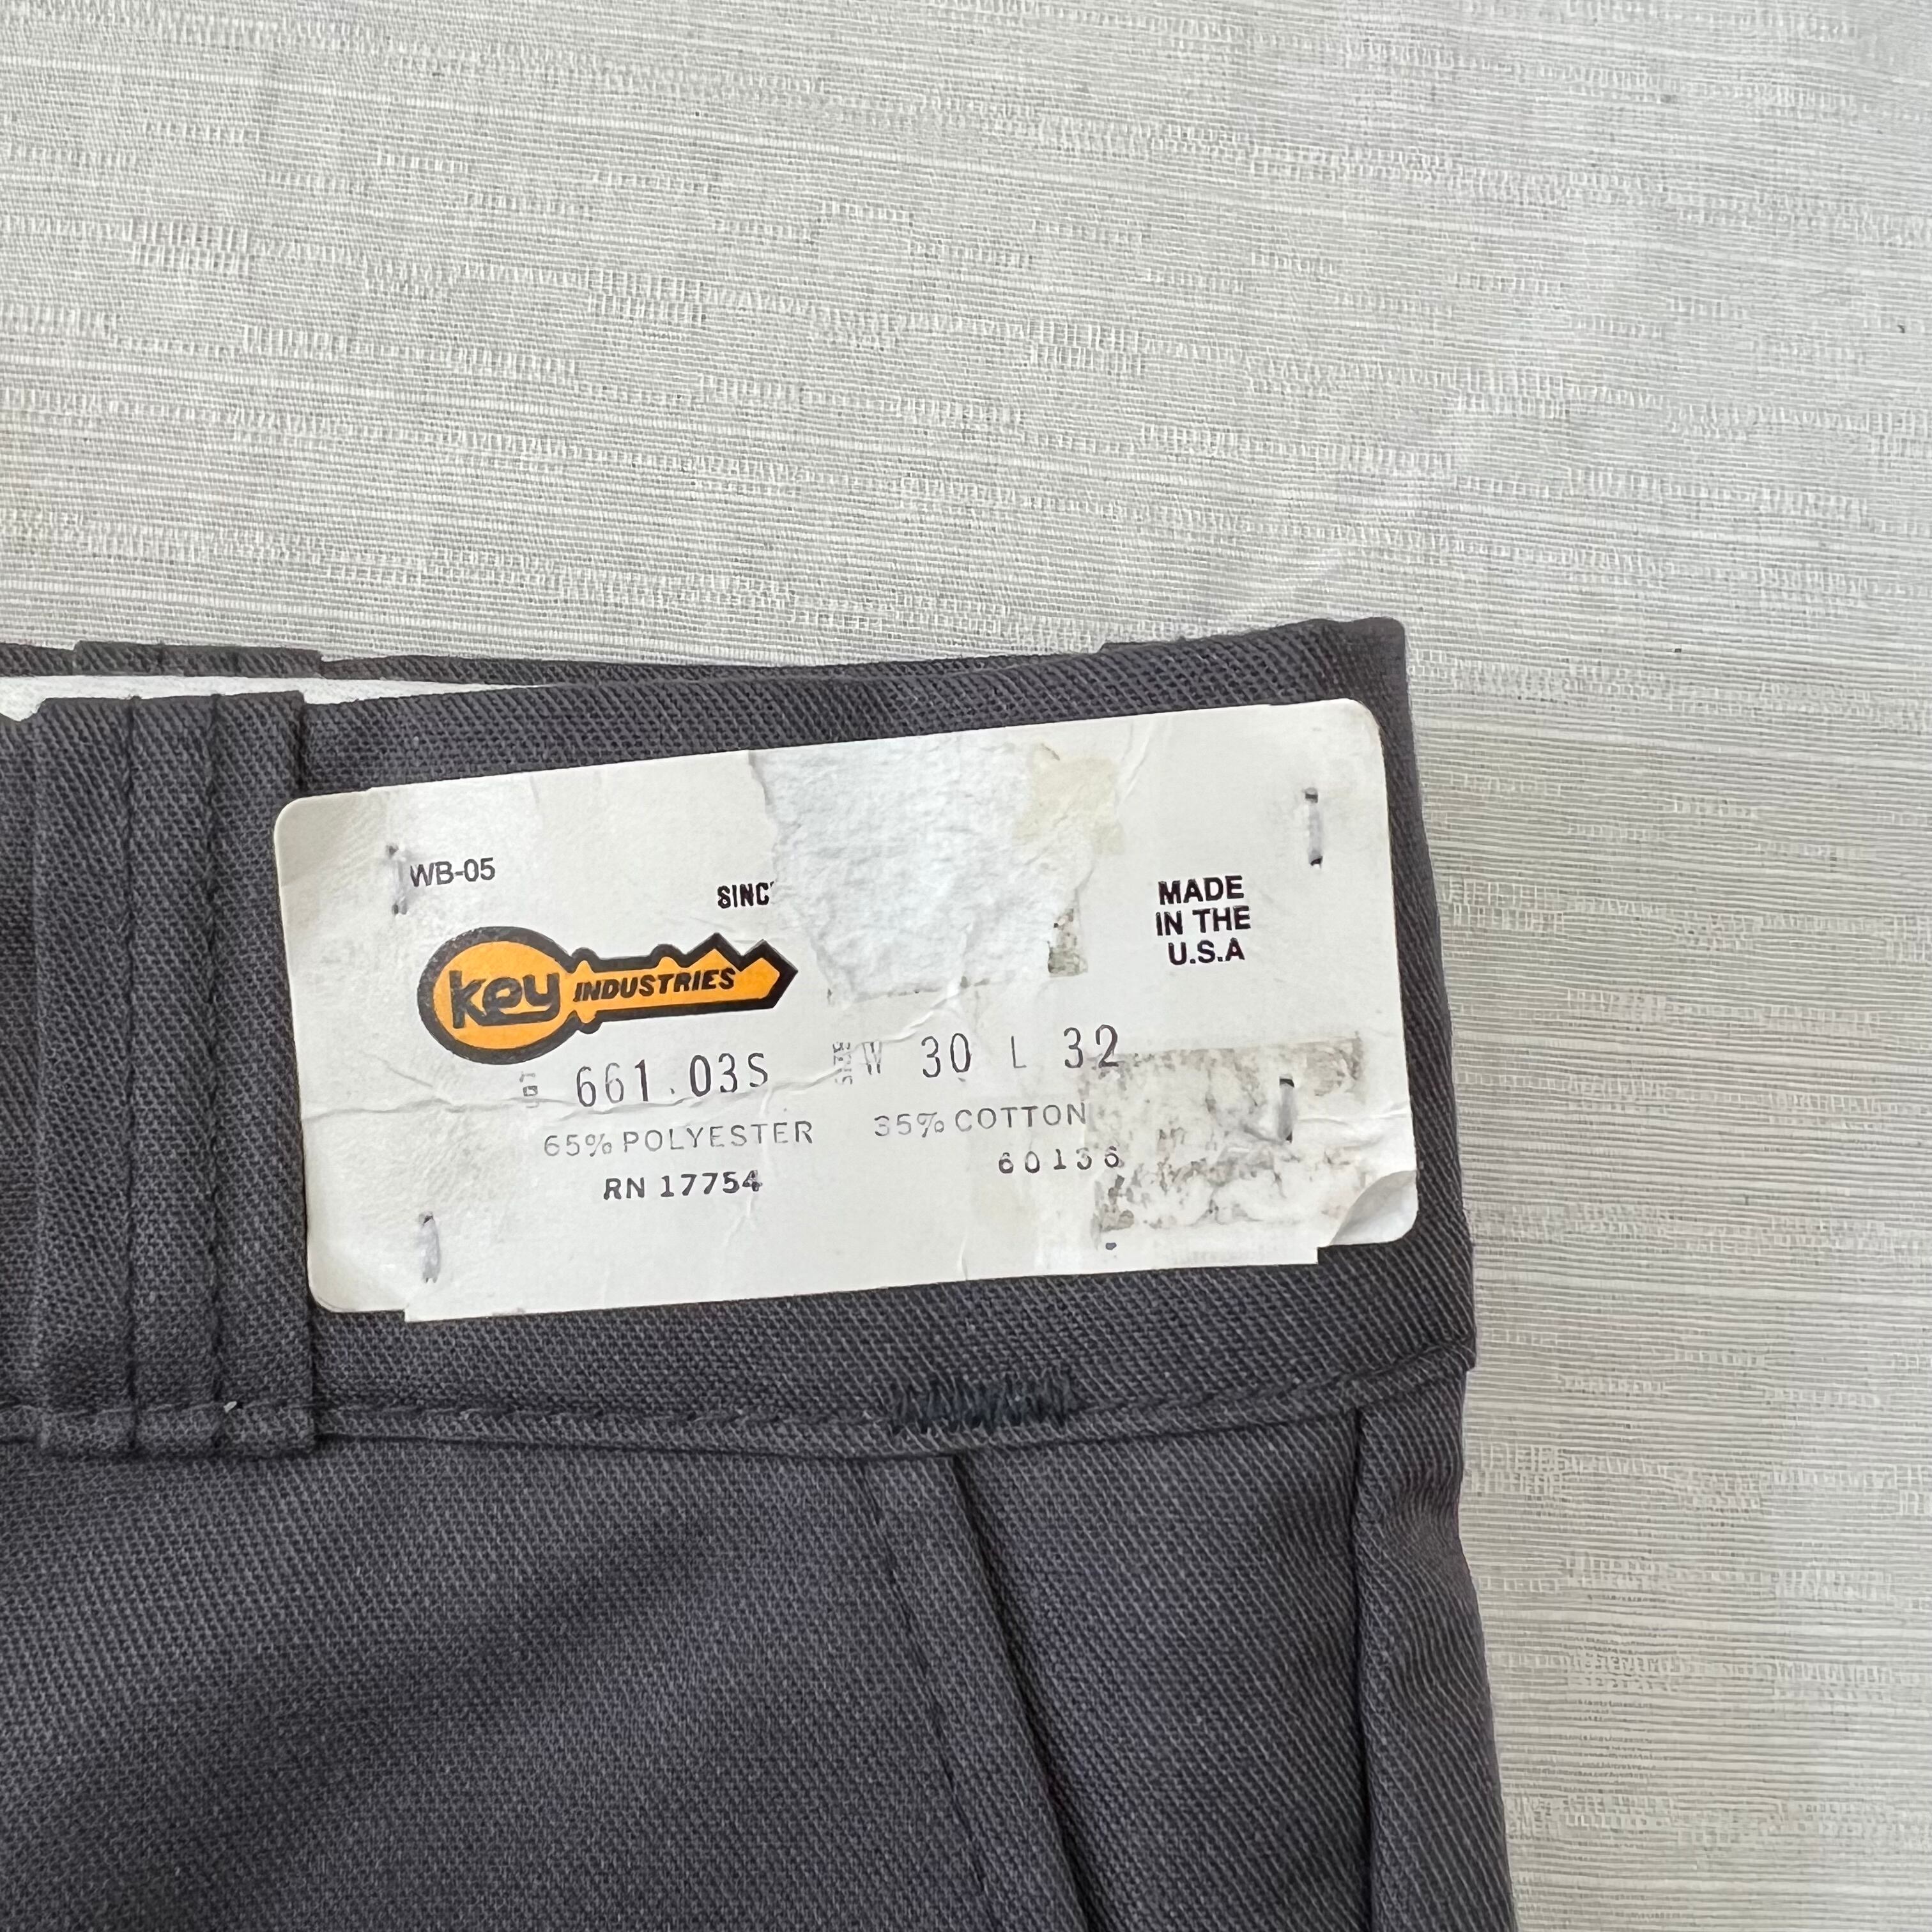 WB-05
SINC
MADE
IN THE
U.S.A
key INDUSTRIES
661.03S
SIZE W 30 L 32
65% POLYESTER 35% COTTON
RN 17754
60136